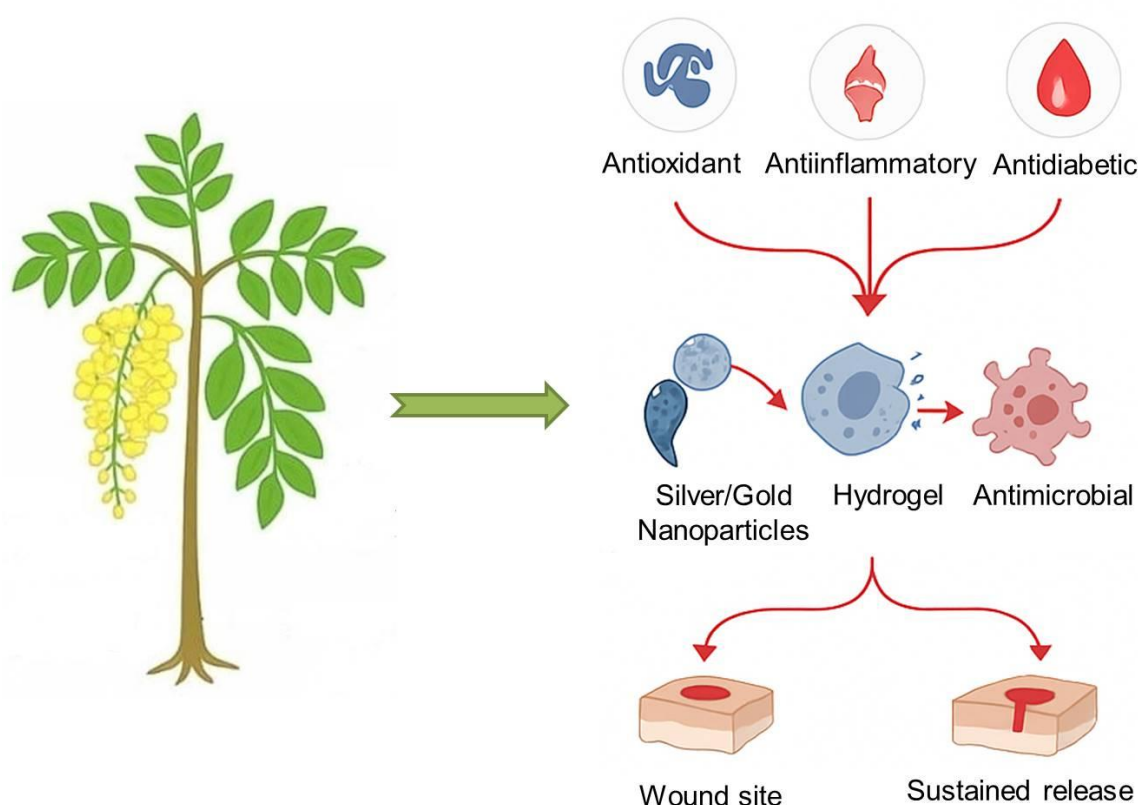 Antioxidant
Antiinflammatory
Antidiabetic
Silver/Gold
Nanoparticles
Hydrogel
Antimicrobial
Wound site
Sustained release